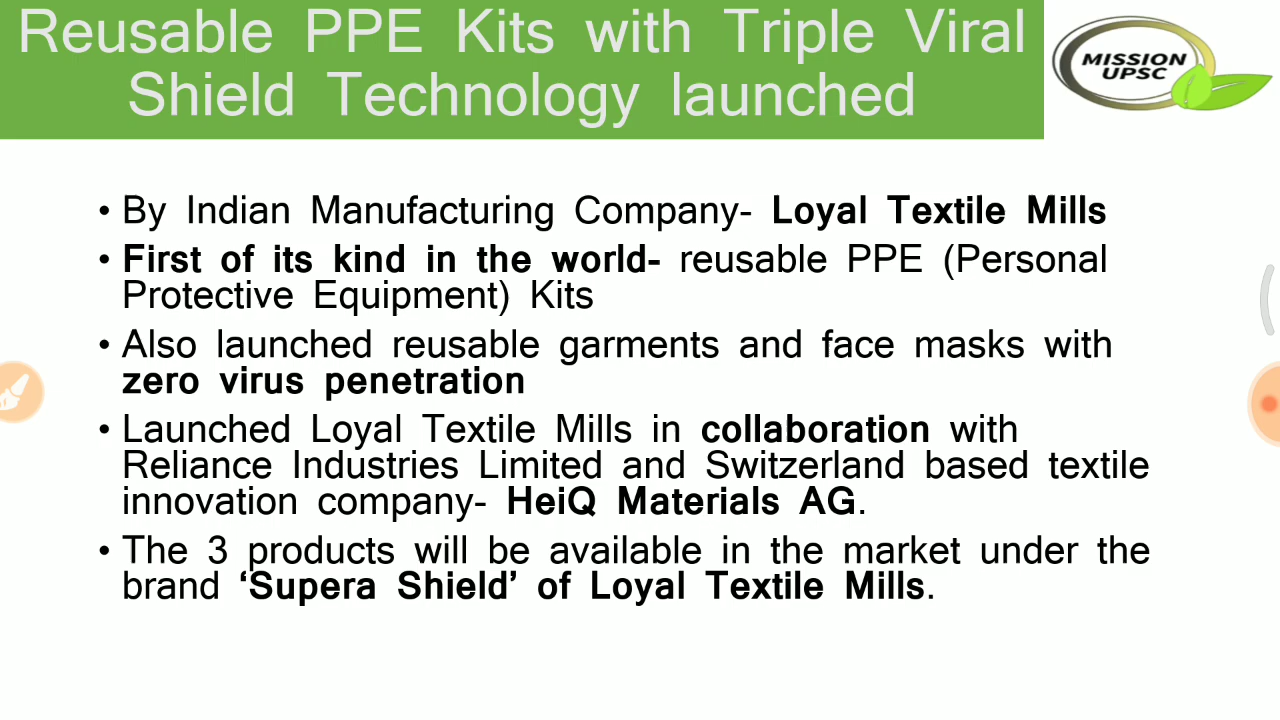 Reusable PPE Kits with Triple Viral
Shield Technology launched
MISSION
UPSC
• By Indian Manufacturing Company- Loyal Textile Mills
• First of its kind in the world- reusable PPE (Personal
Protective Equipment) Kits
• Also launched reusable garments and face masks with
zero virus penetration
• Launched Loyal Textile Mills in collaboration with
Reliance Industries Limited and Switzerland based textile
innovation company- HeiQ Materials AG.
• The 3 products will be available in the market under the
brand ‘Supera Shield’ of Loyal Textile Mills.